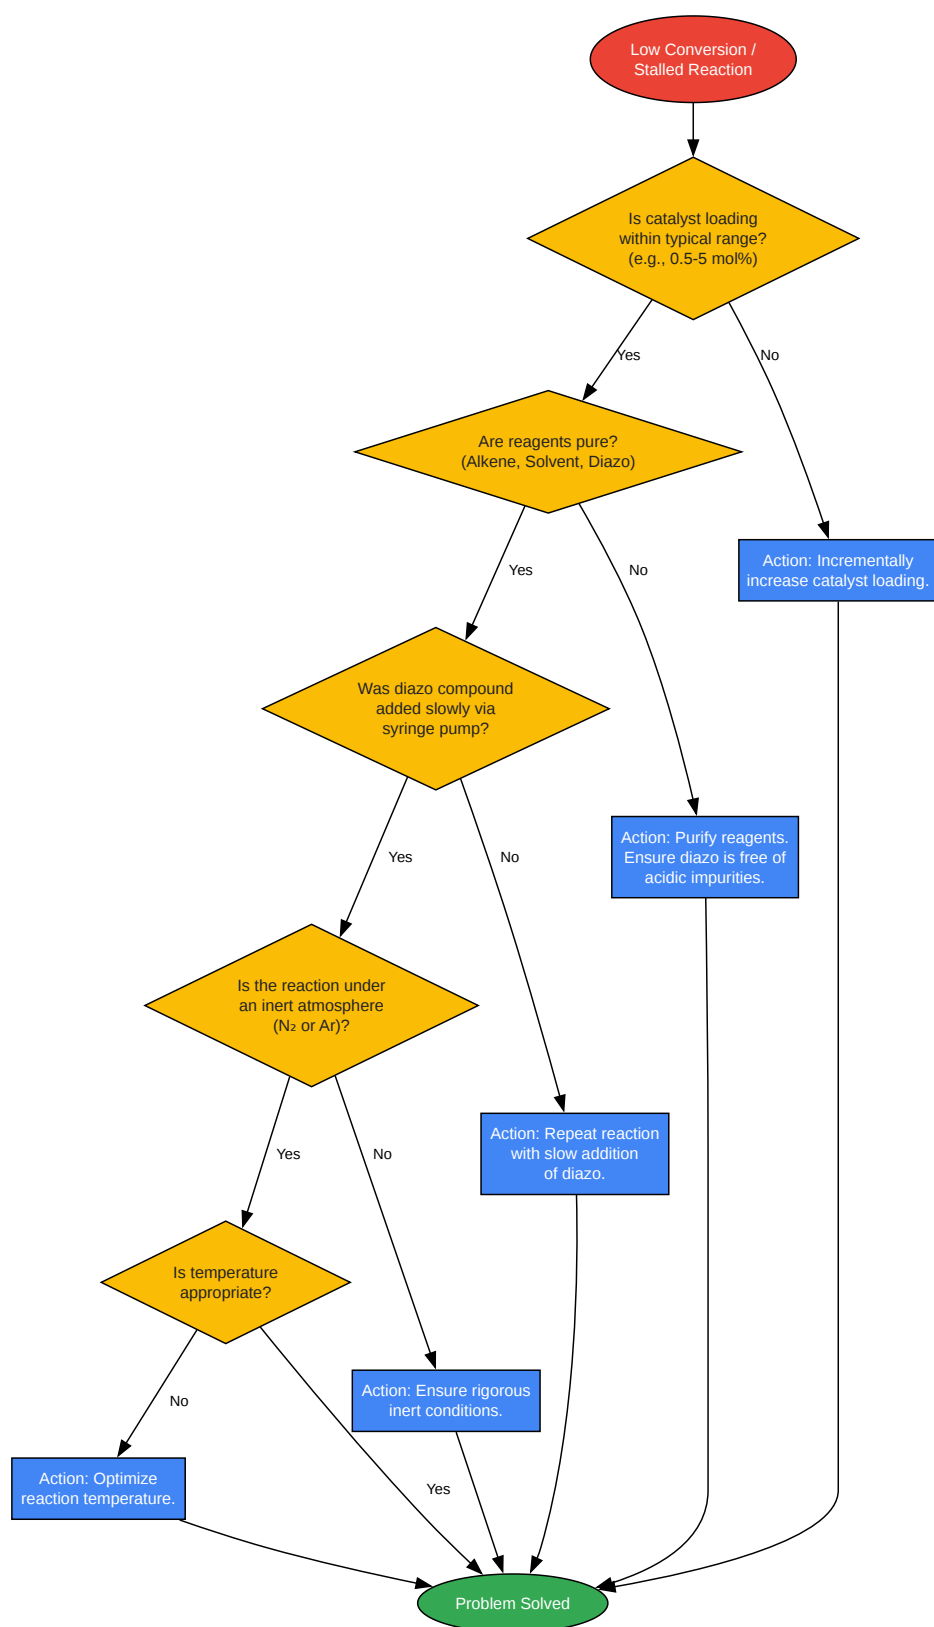 Low Conversion /
Stalled Reaction
Is catalyst loading
within typical range?
(e.g., 0.5-5 mol%)
Yes
No
Are reagents pure?
(Alkene, Solvent, Diazo)
Yes
No
Action: Incrementally
increase catalyst loading.
Was diazo compound
added slowly via
syringe pump?
Yes
No
Action: Purify reagents.
Ensure diazo is free of
acidic impurities.
Is the reaction under
an inert atmosphere
(N₂ or Ar)?
Yes
No
Action: Repeat reaction
with slow addition
of diazo.
Is temperature
appropriate?
No
Yes
Action: Ensure rigorous
inert conditions.
Action: Optimize
reaction temperature.
Problem Solved